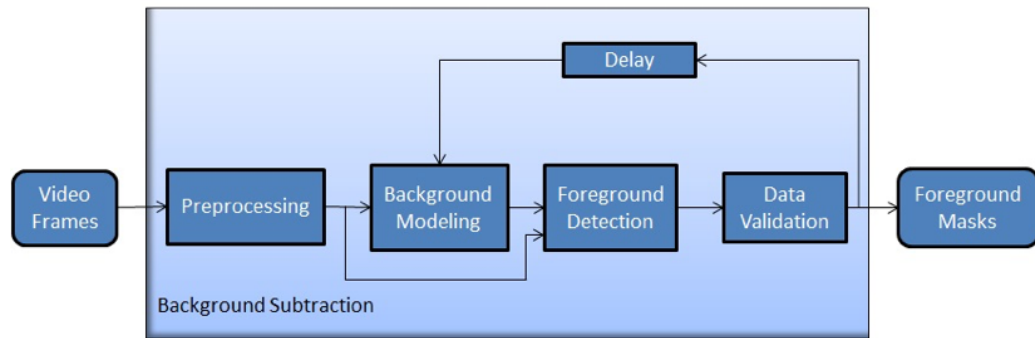 Delay
Video
Frames
Preprocessing
Background
Modeling
Foreground
Detection
Data
Validation
Foreground
Masks
Background Subtraction